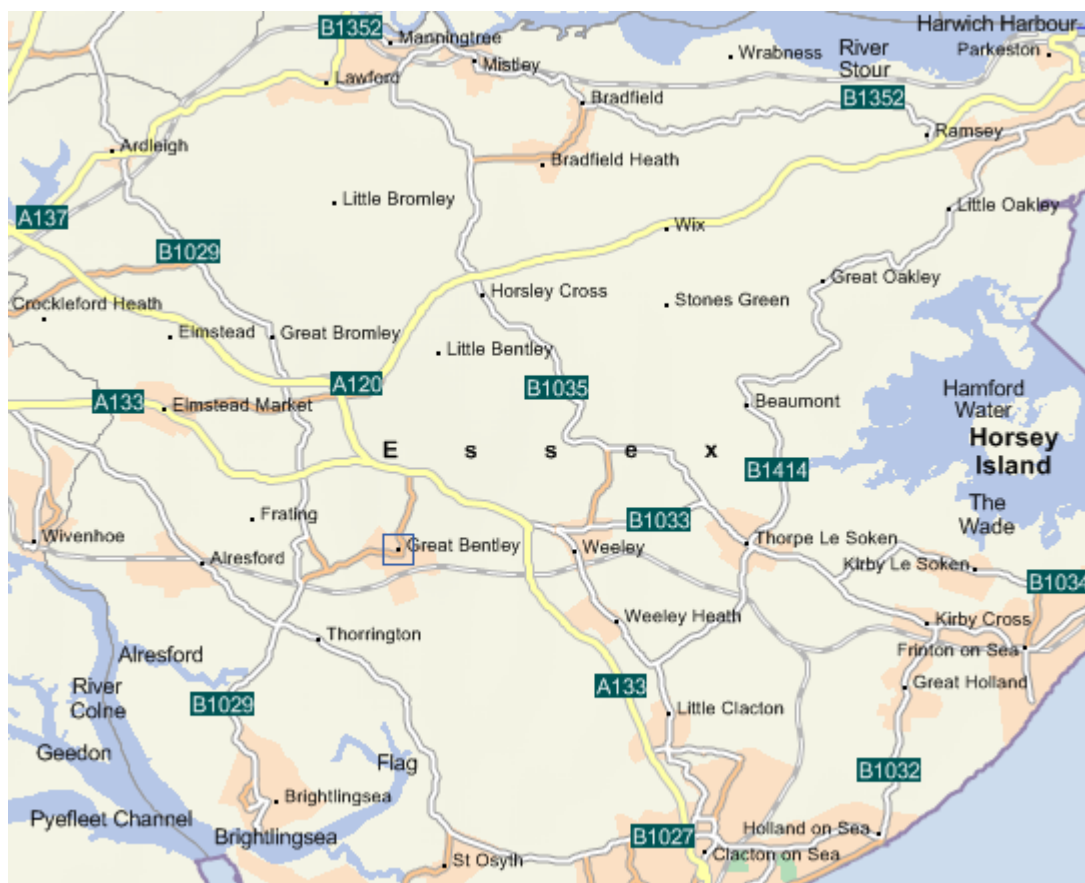 B1352
Harwich Harbour
Manningtree
Wrabness
River
Stour
Parkeston
Mistley
Lawford
Bradfield
B1352
Ramsey
Ardleigh
Bradfield Heath
Little Bromley
Little Oakley
A137
Wix
B1029
Great Oakley
Crockleford Heath
Horsley Cross
Stones Green
Elmstead
Great Bromley
Little Bentley
A120
B1035
Hamford
Water
A133
Elmstead Market
Beaumont
Horsey
Island
E s s e x
B1414
The
Wade
Frating
B1033
Wivenhoe
Great Bentley
Weeley
Thorpe Le Soken
Alresford
Kirby Le Soken
B1034
Weeley Heath
Kirby Cross
Thorrington
Frinton on Sea
Alresford
River
Colne
A133
Great Holland
B1029
Little Clacton
Geedon
Flag
B1032
Brightlingsea
Pyefleet Channel
Brightlingsea
B1027
Holland on Sea
Clacton on Sea
St Osyth